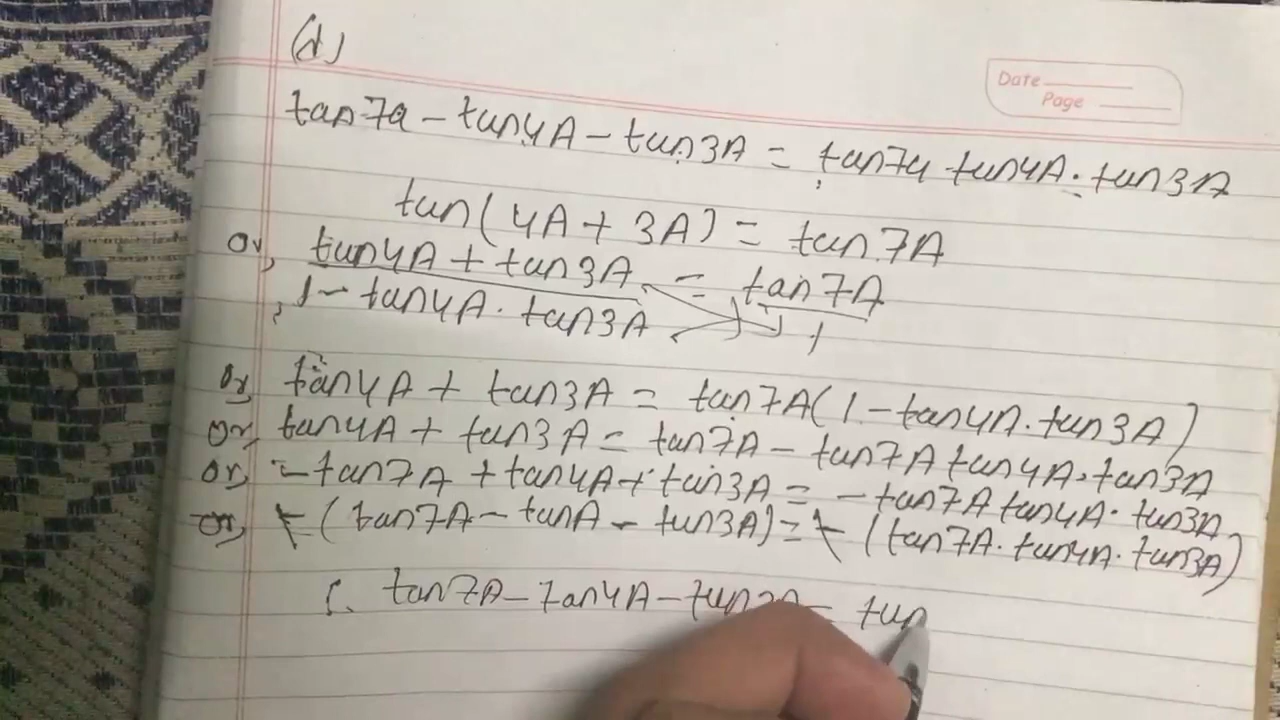 (d)
Date
Page
tan7a - tan4A - tan3A = tan7a tan4A . tan3A
tan(4A + 3A) = tan7A
or, tan4A + tan3A = tan7A
1 - tan4A . tan3A 1
or, tan4A + tan3A = tan7A(1 - tan4A . tan3A)
or, tan4A + tan3A = tan7A - tan7A tan4A . tan3A
or, - tan7A + tan4A + tan3A = - tan7A tan4A . tan3A
or, - (tan7A - tanA - tan3A) = - (tan7A . tan4A . tan3A)
tan7A - Tan4A - tan3A = tan